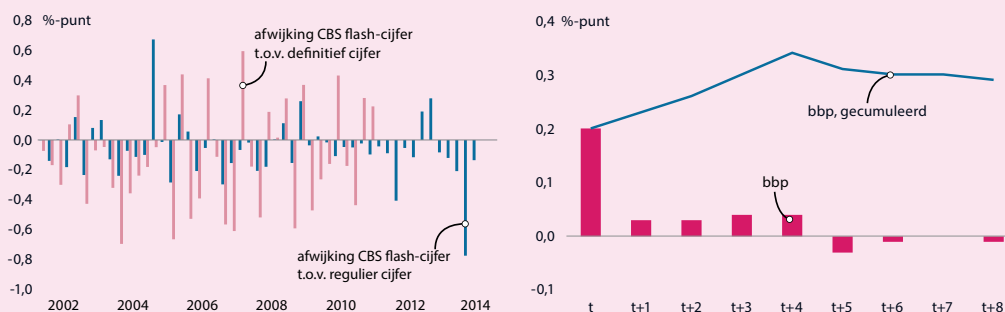 0,8 %-punt
0,6
0,4
0,2
0,0
-0,2
-0,4
-0,6
-0,8
-1,0
afwijking CBS flash-cijfer
t.o.v. definitief cijfer
afwijking CBS flash-cijfer
t.o.v. regulier cijfer
2002 2004 2006 2008 2010 2012 2014
0,4 %-punt
0,3
0,2
0,1
0,0
-0,1
bbp, gecumuleerd
bbp
t t+1 t+2 t+3 t+4 t+5 t+6 t+7 t+8